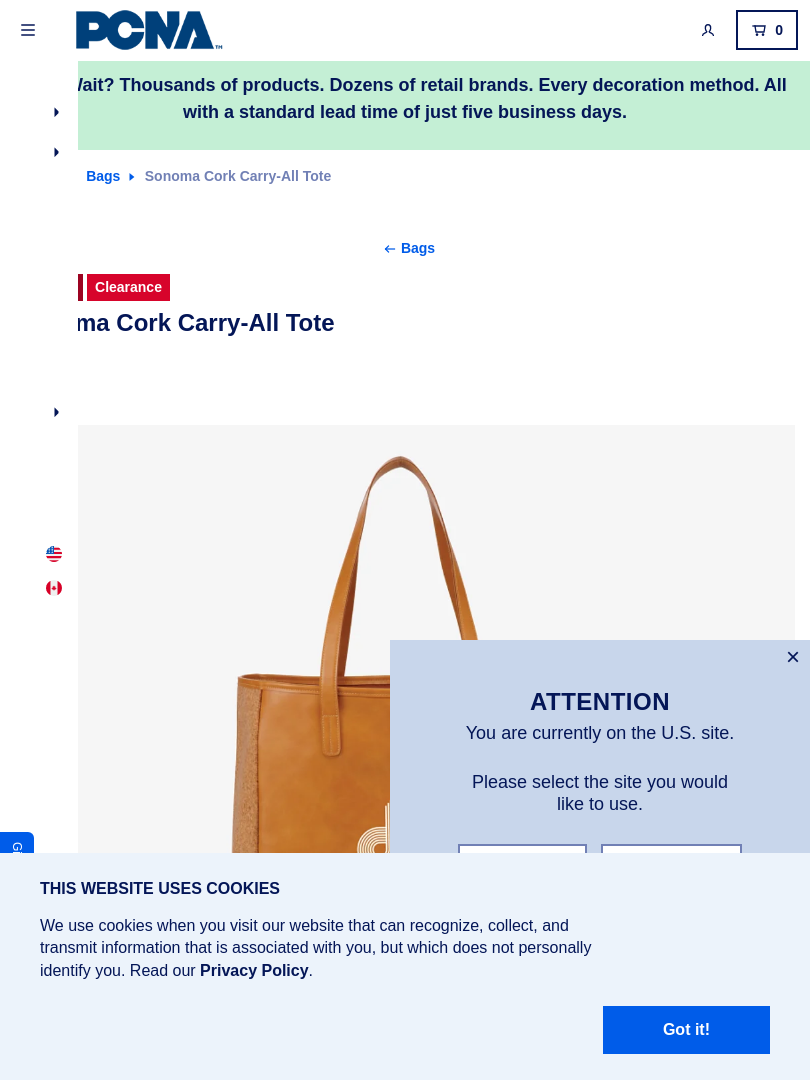 PCNA
0
Wait? Thousands of products. Dozens of retail brands. Every decoration method. All
with a standard lead time of just five business days.
Bags
Sonoma Cork Carry-All Tote
Bags
Clearance
ma Cork Carry-All Tote
ATTENTION
You are currently on the U.S. site.
Please select the site you would
like to use.
THIS WEBSITE USES COOKIES
We use cookies when you visit our website that can recognize, collect, and
transmit information that is associated with you, but which does not personally
identify you. Read our Privacy Policy.
Got it!